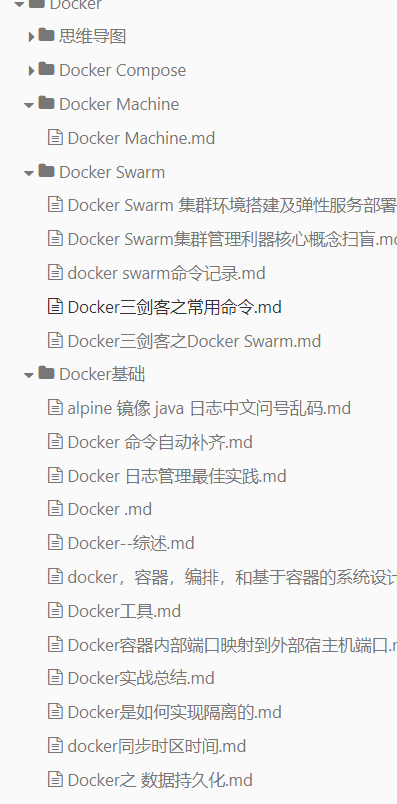 Docker
思维导图
Docker Compose
Docker Machine
Docker Machine.md
Docker Swarm
Docker Swarm 集群环境搭建及弹性服务部署
Docker Swarm集群管理利器核心概念扫盲.md
docker swarm命令记录.md
Docker三剑客之常用命令.md
Docker三剑客之Docker Swarm.md
Docker基础
alpine 镜像 java 日志中文问号乱码.md
Docker 命令自动补齐.md
Docker 日志管理最佳实践.md
Docker .md
Docker--综述.md
docker，容器，编排，和基于容器的系统设计
Docker工具.md
Docker容器内部端口映射到外部宿主机端口.m
Docker实战总结.md
Docker是如何实现隔离的.md
docker同步时区时间.md
Docker之 数据持久化.md